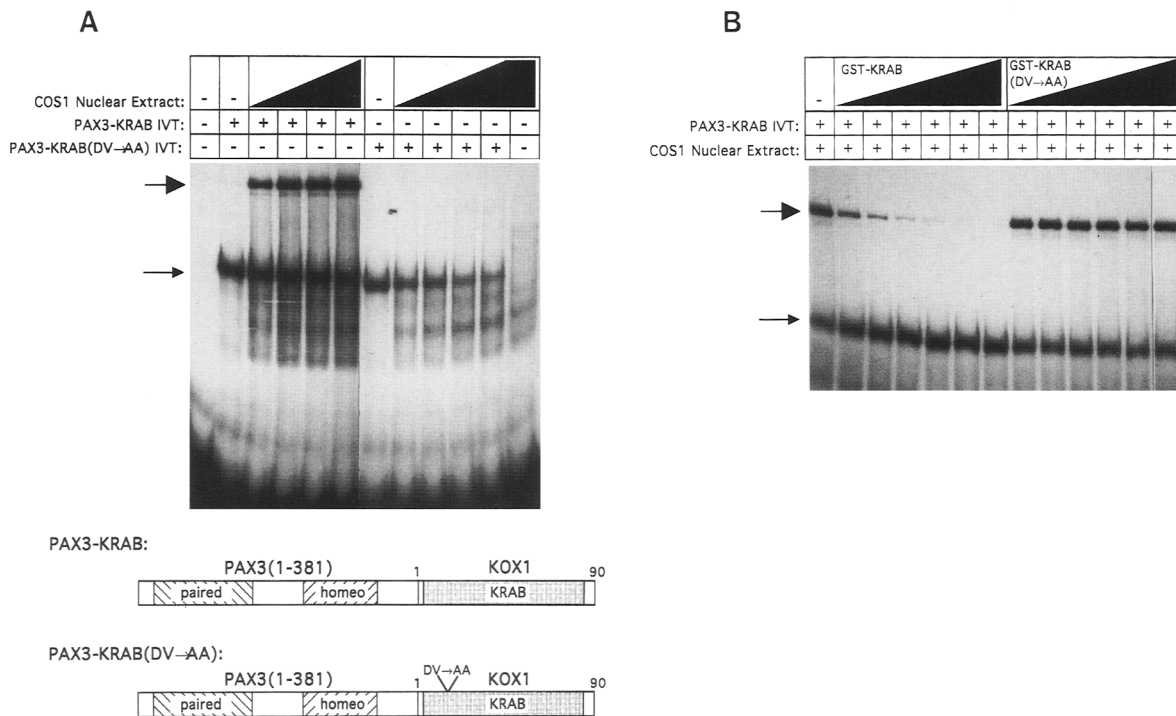 A
COS1 Nuclear Extract: - - -
PAX3-KRAB IVT: - + + + + + - - - - - -
PAX3-KRAB(DV→AA) IVT: - - - - - - + + + + + -
B
- GST-KRAB GST-KRAB
(DV→AA)
PAX3-KRAB IVT: + + + + + + + + + + + + +
COS1 Nuclear Extract: + + + + + + + + + + + + +
PAX3-KRAB:
PAX3(1-381) 1 KOX1 90
paired homeo KRAB
PAX3-KRAB(DV→AA):
DV→AA
PAX3(1-381) 1 KOX1 90
paired homeo KRAB